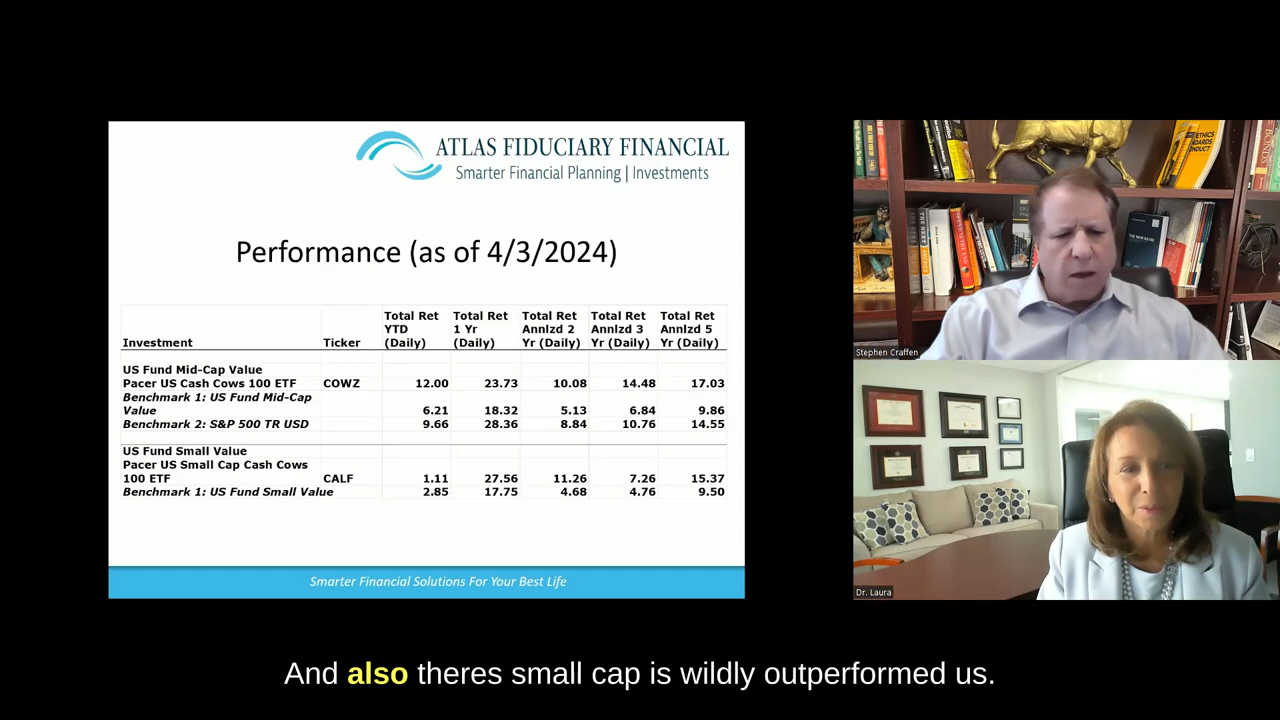 ATLAS FIDUCIARY FINANCIAL
Smarter Financial Planning | Investments
Performance (as of 4/3/2024)
Investment Ticker Total Ret YTD (Daily) Total Ret 1 Yr (Daily) Total Ret Annlzd 2 Yr (Daily) Total Ret Annlzd 3 Yr (Daily) Total Ret Annlzd 5 Yr (Daily)
US Fund Mid-Cap Value
Pacer US Cash Cows 100 ETF COWZ 12.00 23.73 10.08 14.48 17.03
Benchmark 1: US Fund Mid-Cap
Value 6.21 18.32 5.13 6.84 9.86
Benchmark 2: S&P 500 TR USD 9.66 28.36 8.84 10.76 14.55
US Fund Small Value
Pacer US Small Cap Cash Cows
100 ETF CALF 1.11 27.56 11.26 7.26 15.37
Benchmark 1: US Fund Small Value 2.85 17.75 4.68 4.76 9.50
Smarter Financial Solutions For Your Best Life
ETHICS
BONDS
Stephen Craffen
Dr. Laura
And also theres small cap is wildly outperformed us.